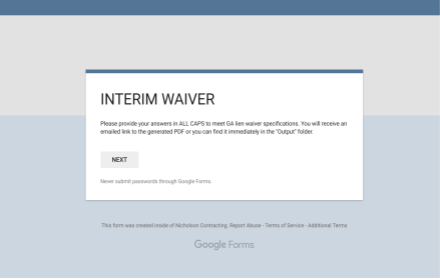 INTERIM WAIVER
Please provide your answers in ALL CAPS to meet GA lien waiver specifications. You will receive an
emailed link to the generated PDF or you can find it immediately in the "Output" folder.
NEXT
Never submit passwords through Google Forms.
This form was created inside of Nicholson Contracting. Report Abuse - Terms of Service - Additional Terms
Google Forms